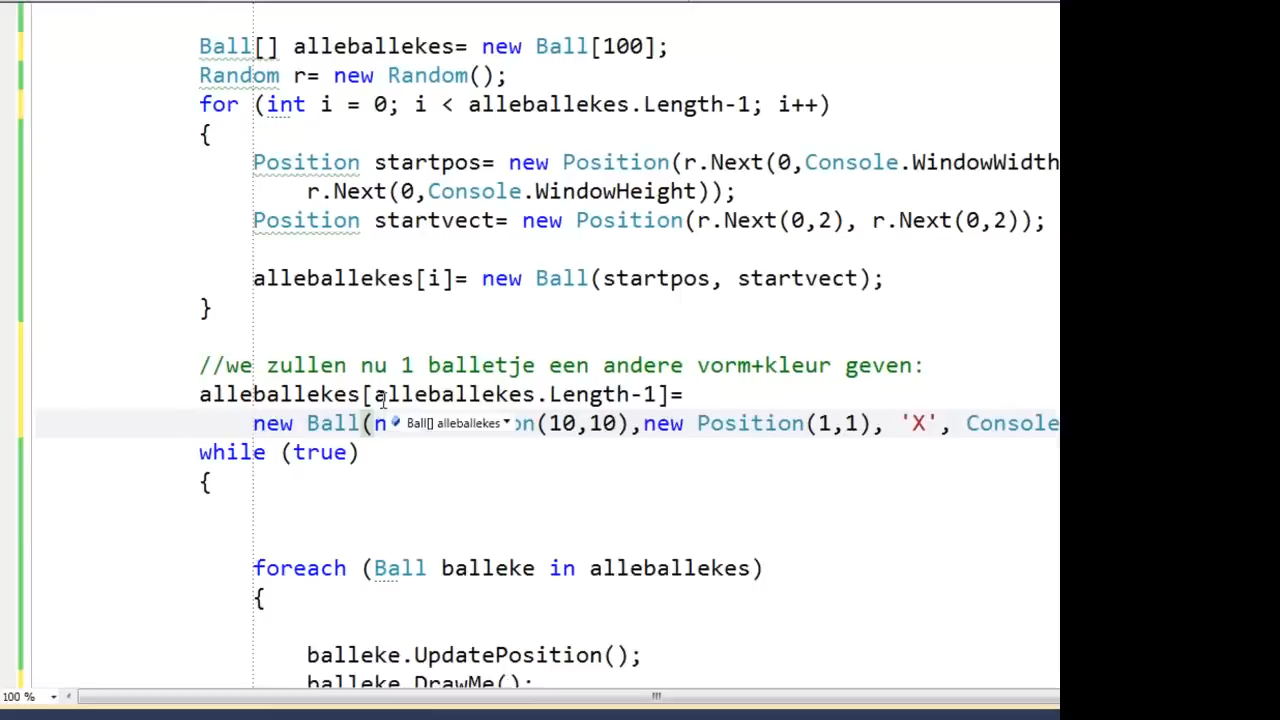 Ball[] alleballekes= new Ball[100];
Random r= new Random();
for (int i = 0; i < alleballekes.Length-1; i++)
{
Position startpos= new Position(r.Next(0,Console.WindowWidth
r.Next(0,Console.WindowHeight));
Position startvect= new Position(r.Next(0,2), r.Next(0,2));
alleballekes[i]= new Ball(startpos, startvect);
}
//we zullen nu 1 balletje een andere vorm+kleur geven:
alleballekes[alleballekes.Length-1]=
new Ball(n Ball[] alleballekes on(10,10),new Position(1,1), 'X', Console
while (true)
{
foreach (Ball balleke in alleballekes)
{
balleke.UpdatePosition();
balleke.DrawMe();
100 %